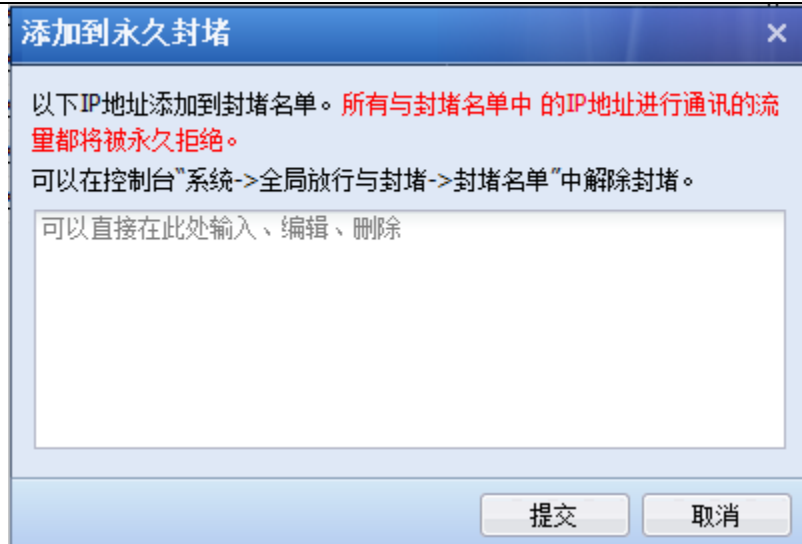 添加到永久封堵
以下IP地址添加到封堵名单。所有与封堵名单中 的IP地址进行通讯的流
量都将被永久拒绝。
可以在控制台"系统->全局放行与封堵->封堵名单"中解除封堵。
可以直接在此处输入、编辑、删除
提交
取消